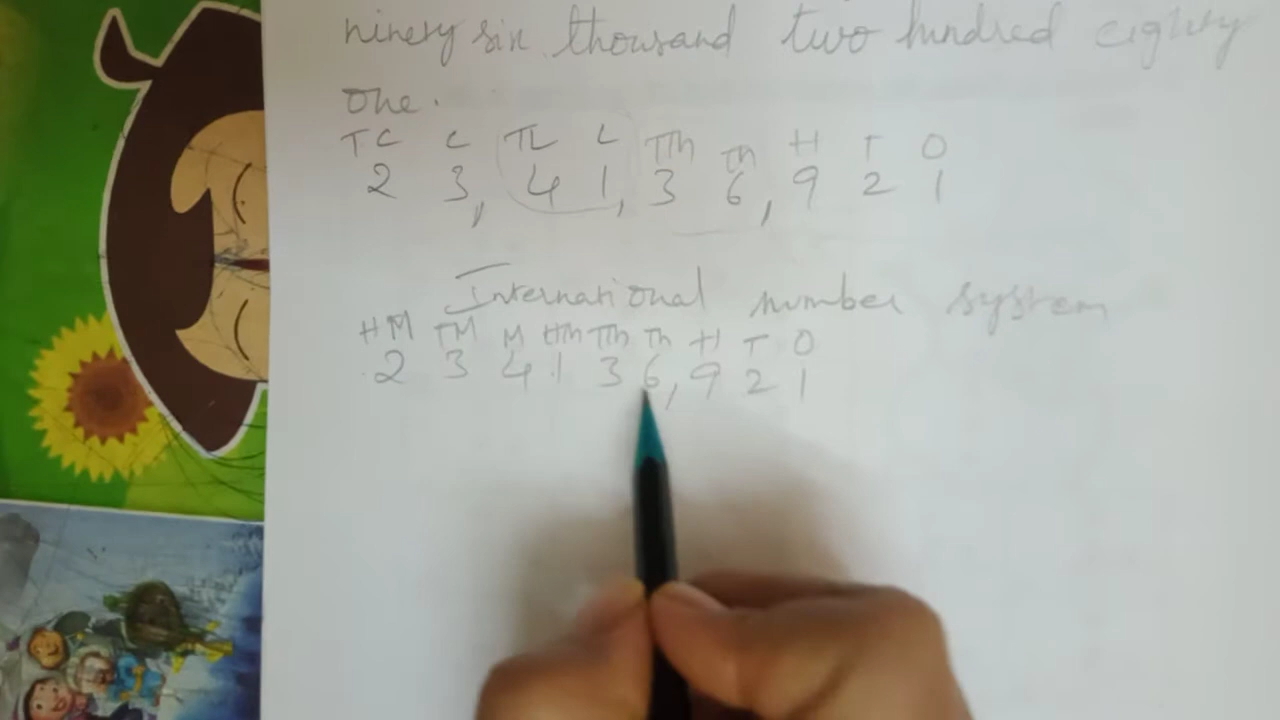 ninety six thousand two hundred eighty
one.
TC C TL L TTh Th H T O
2 3, 4 1, 3 6, 9 2 1
International number system
HM TM M HTh TTh Th H T O
2 3 4 1 3 6, 9 2 1